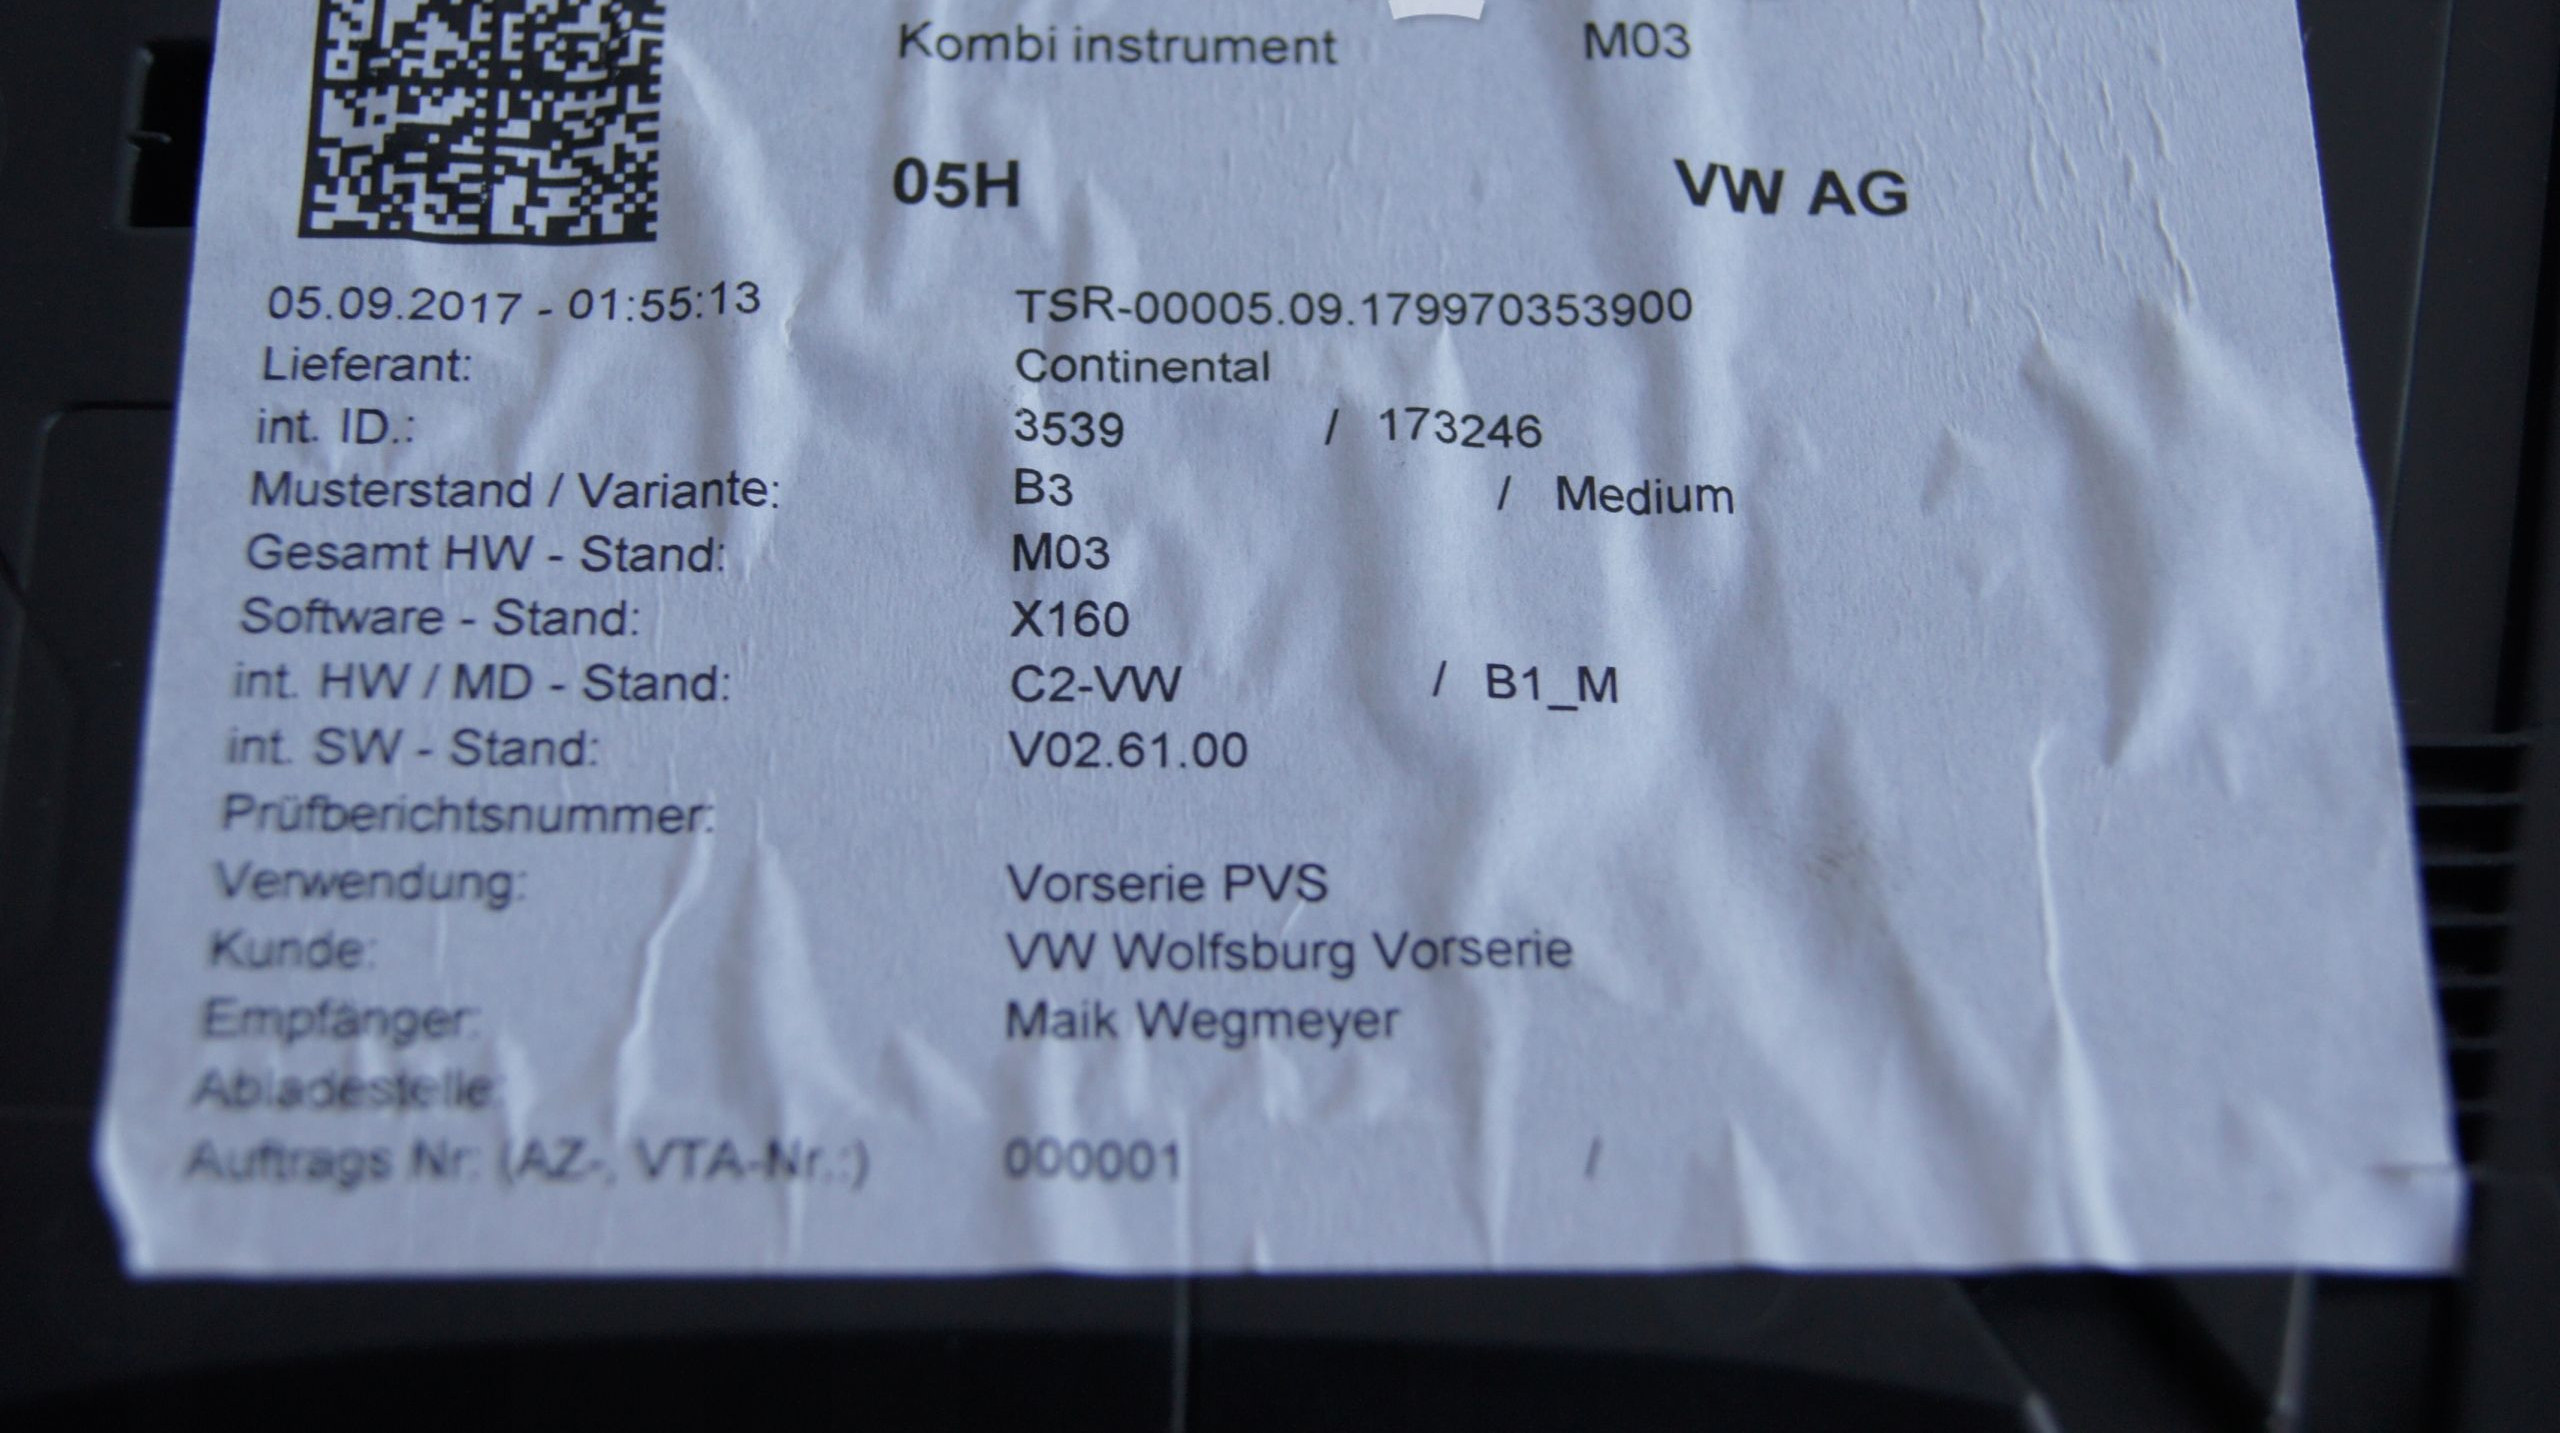 Kombi instrument M03
05H VW AG
05.09.2017 - 01:55:13 TSR-00005.09.179970353900
Lieferant: Continental
int. ID.: 3539 / 173246
Musterstand / Variante: B3 / Medium
Gesamt HW - Stand: M03
Software - Stand: X160
int. HW / MD - Stand: C2-VW / B1_M
int. SW - Stand: V02.61.00
Prüfberichtsnummer:
Verwendung: Vorserie PVS
Kunde: VW Wolfsburg Vorserie
Empfänger: Maik Wegmeyer
Abladestelle:
Auftrags Nr. (AZ-, VTA-Nr.:) 000001 /